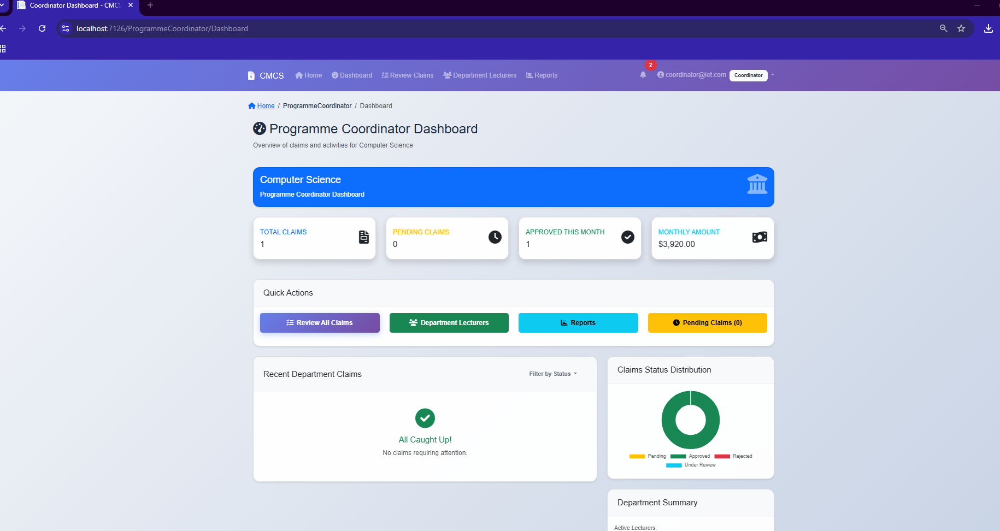 Coordinator Dashboard - CMCS
localhost:7126/ProgrammeCoordinator/Dashboard
CMCS Home Dashboard Review Claims Department Lecturers Reports 2 coordinator@iet.com Coordinator
Home / ProgrammeCoordinator / Dashboard
Programme Coordinator Dashboard
Overview of claims and activities for Computer Science
Computer Science
Programme Coordinator Dashboard
TOTAL CLAIMS
1
PENDING CLAIMS
0
APPROVED THIS MONTH
1
MONTHLY AMOUNT
$3,920.00
Quick Actions
Review All Claims
Department Lecturers
Reports
Pending Claims (0)
Recent Department Claims
Filter by Status
All Caught Up!
No claims requiring attention.
Claims Status Distribution
Pending Approved Rejected
Under Review
Department Summary
Active Lecturers: